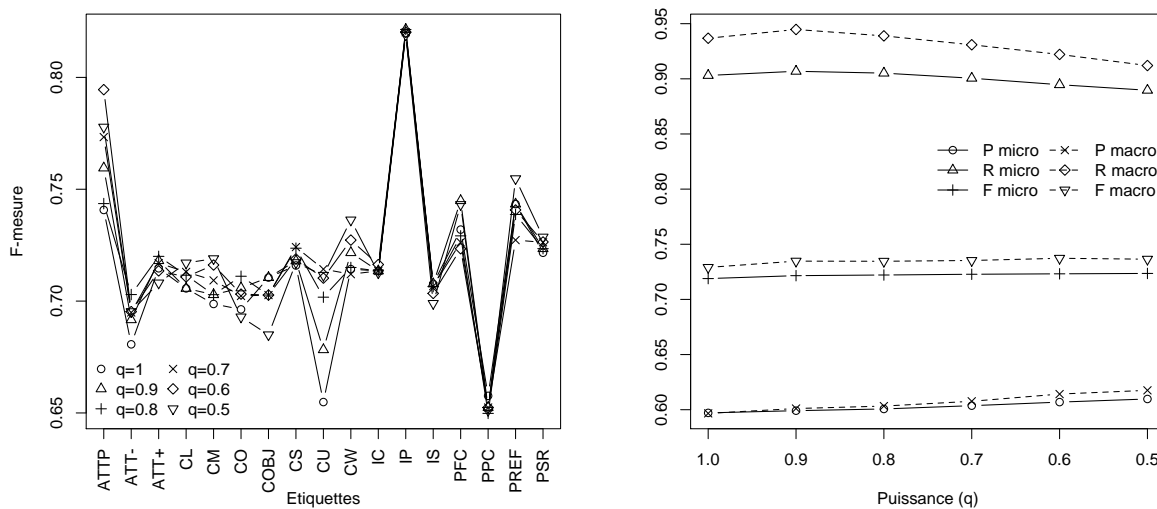 F-mesure
0.80
0.75
0.70
0.65
q=1
q=0.9
q=0.8
q=0.7
q=0.6
q=0.5
ATTP
ATT-
ATT+
CL
CM
CO
COBJ
CS
CU
CW
IC
IP
IS
PFC
PPC
PREF
PSR
Etiquettes
0.95
0.90
0.85
0.80
0.75
0.70
0.65
0.60
P micro
R micro
F micro
P macro
R macro
F macro
1.0 0.9 0.8 0.7 0.6 0.5
Puissance (q)